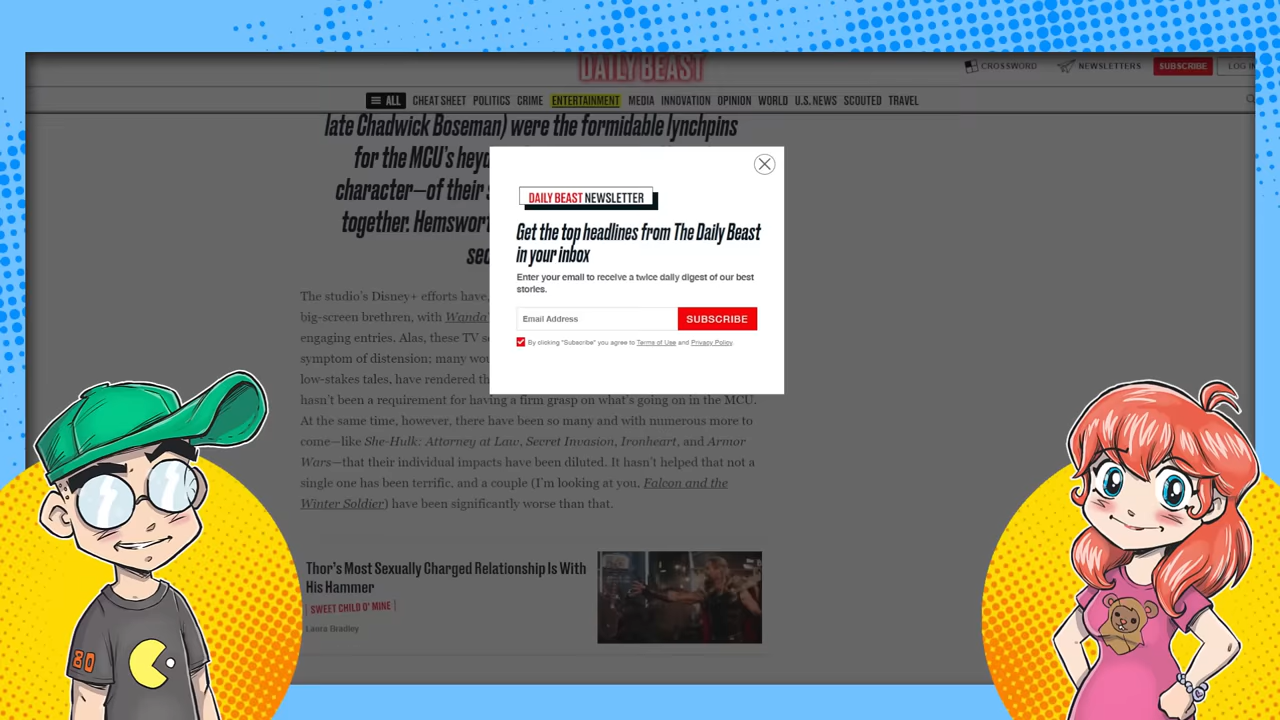 DAILY BEAST
CROSSWORD
NEWSLETTERS
SUBSCRIBE
LOG IN
ALL CHEAT SHEET POLITICS CRIME ENTERTAINMENT MEDIA INNOVATION OPINION WORLD U.S. NEWS SCOUTED TRAVEL
late Chadwick Boseman) were the formidable lynchpins
for the MCU's
character—of their
together.
DAILY BEAST NEWSLETTER
Get the top headlines from The Daily Beast
in your inbox
Enter your email to receive a twice daily digest of our best
stories.
Email Address
SUBSCRIBE
By clicking "Subscribe" you agree to Terms of Use and Privacy Policy.
The studio's Disney+ efforts have,
big-screen brethren, with
engaging entries. Alas, these TV
symptom of distension; many
low-stakes tales, have rendered
hasn't been a requirement for having a firm grasp on what's going on in the MCU.
At the same time, however, there have been so many and with numerous more to
come—like She-Hulk: Attorney at Law, Secret Invasion, Ironheart, and Armor
Wars—that their individual impacts have been diluted. It hasn't helped that not a
single one has been terrific, and a couple (I'm looking at you, Falcon and the
Winter Soldier) have been significantly worse than that.
Thor's Most Sexually Charged Relationship Is With
His Hammer
SWEET CHILD O' MINE
Laura Bradley
80